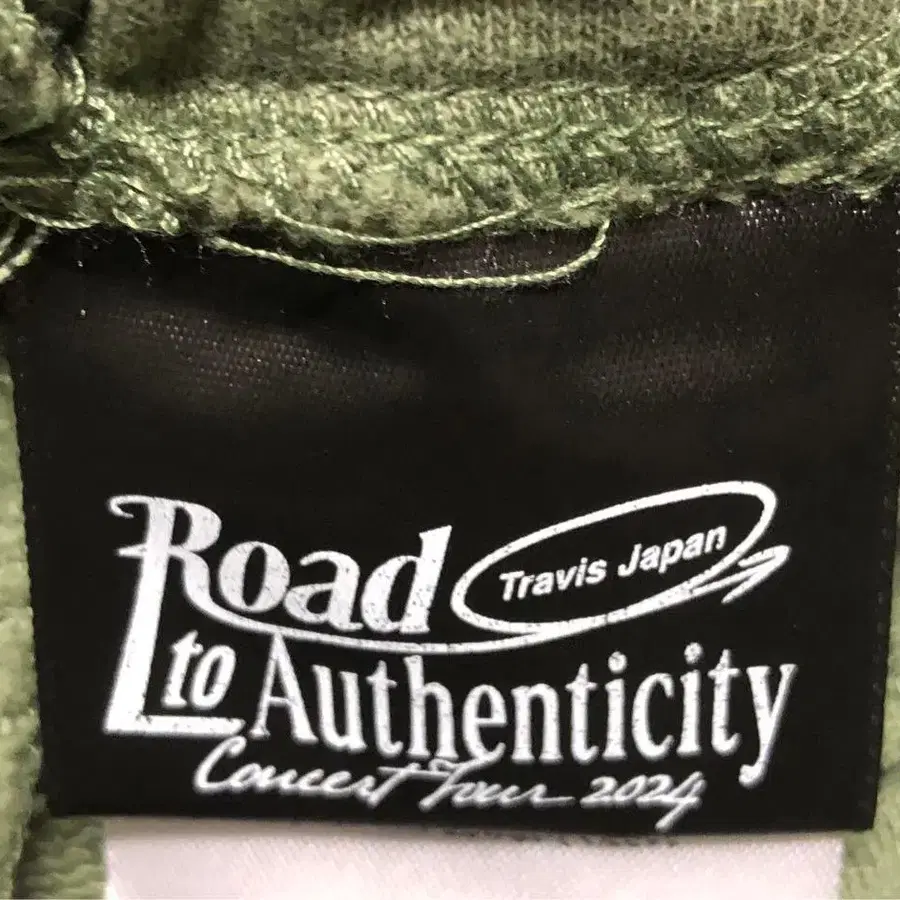 Road Travis Japan
to Authenticity
Concert Tour 2024